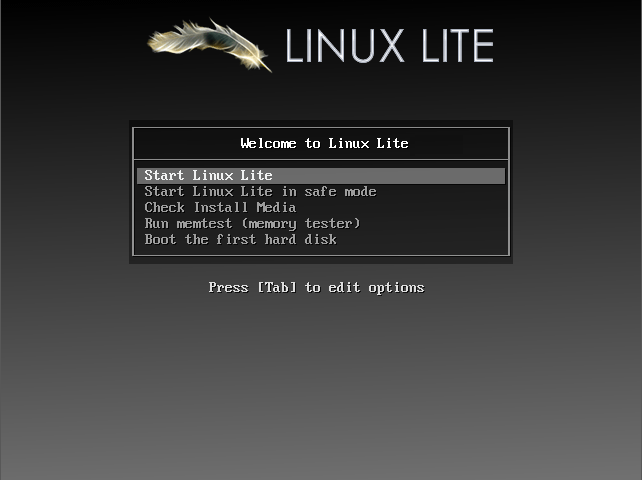 LINUX LITE
Welcome to Linux Lite
Start Linux Lite
Start Linux Lite in safe mode
Check Install Media
Run memtest (memory tester)
Boot the first hard disk
Press [Tab] to edit options